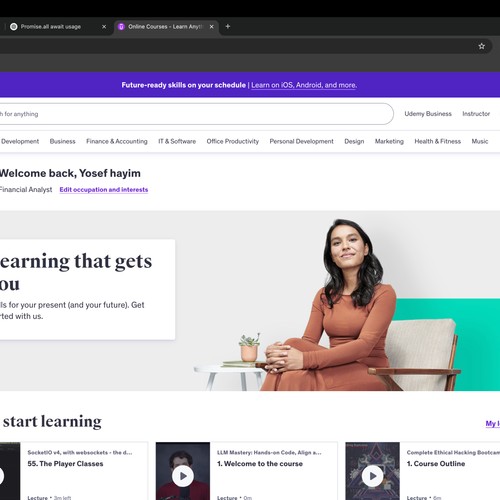 Promise.all await usage
Online Courses - Learn Anyth
Future-ready skills on your schedule | Learn on iOS, Android, and more.
h for anything
Udemy Business
Instructor
Development
Business
Finance & Accounting
IT & Software
Office Productivity
Personal Development
Design
Marketing
Health & Fitness
Music
Welcome back, Yosef hayim
Financial Analyst
Edit occupation and interests
earning that gets
ou
lls for your present (and your future). Get
rted with us.
start learning
My l
SocketIO v4, with websockets - the d...
55. The Player Classes
Lecture • 3m left
LLM Mastery: Hands-on Code, Align a...
1. Welcome to the course
Lecture • 0m
Complete Ethical Hacking Bootcam
1. Course Outline
Lecture • 6m